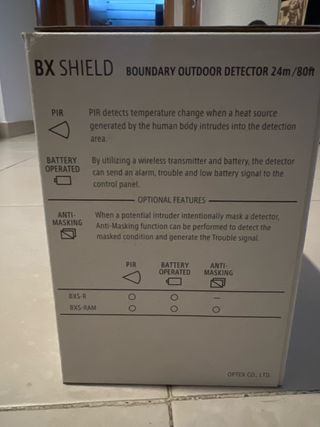 BX SHIELD BOUNDARY OUTDOOR DETECTOR 24m/80ft
PIR PIR detects temperature change when a heat source
generated by the human body intrudes into the detection
area.
BATTERY OPERATED By utilizing a wireless transmitter and battery, the detector
can send an alarm, trouble and low battery signal to the
control panel.
OPTIONAL FEATURES
ANTI-MASKING When a potential intruder intentionally mask a detector,
Anti-Masking function can be performed to detect the
masked condition and generate the Trouble signal.
PIR BATTERY OPERATED ANTI-MASKING
BXS-R ○ ○ –
BXS-RAM ○ ○ ○
OPTEX CO., LTD.